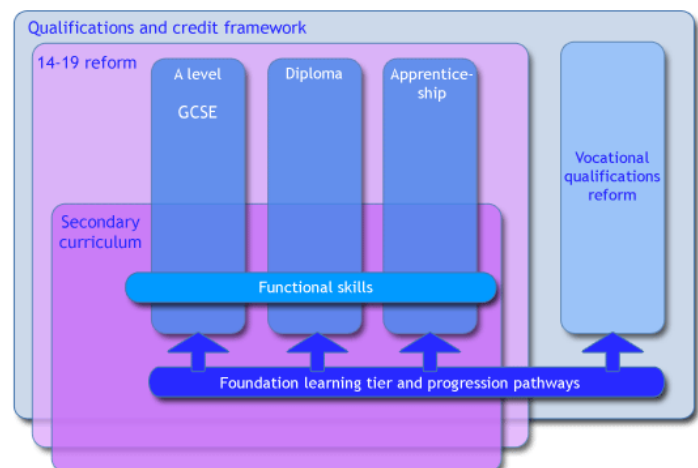 Qualifications and credit framework
14-19 reform
A level
GCSE
Diploma
Apprentice-
ship
Vocational
qualifications
reform
Secondary
curriculum
Functional skills
Foundation learning tier and progression pathways